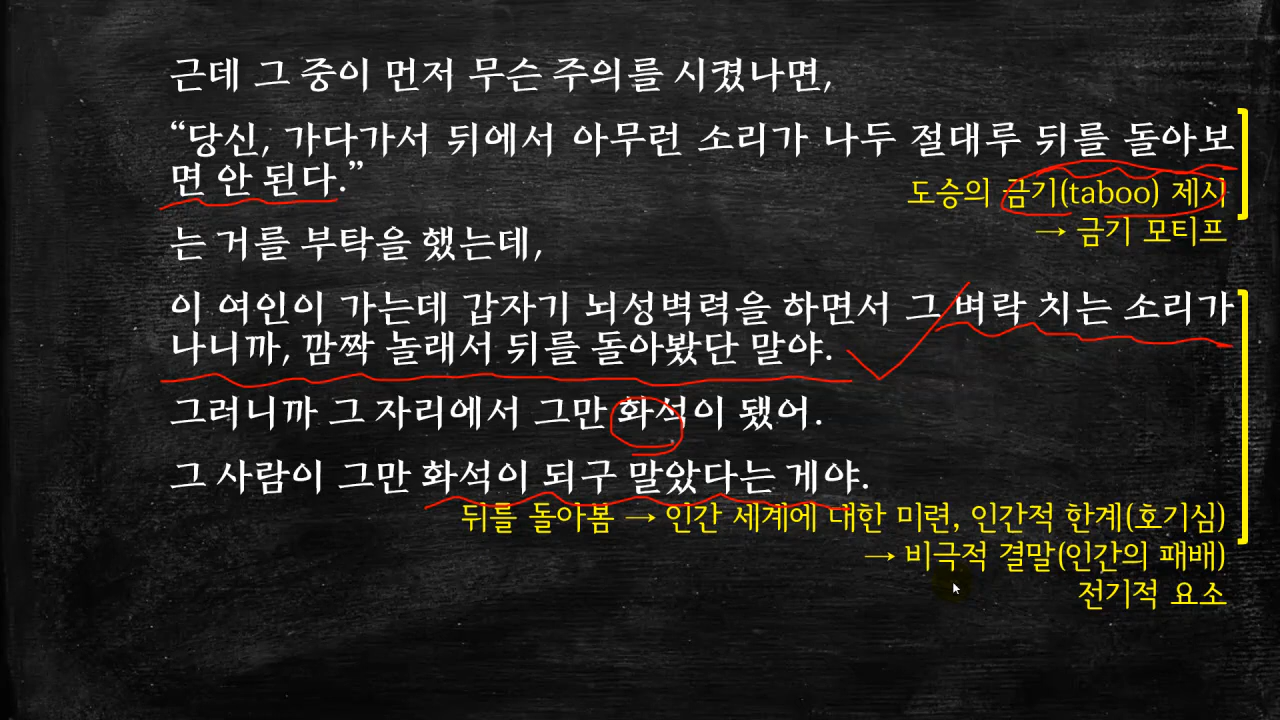 근데 그 중이 먼저 무슨 주의를 시켰나면,
“당신, 가다가서 뒤에서 아무런 소리가 나두 절대루 뒤를 돌아보
면 안 된다.”
도승의 금기(taboo) 제시
→ 금기 모티프
는 거를 부탁을 했는데,
이 여인이 가는데 갑자기 뇌성벽력을 하면서 그 벼락 치는 소리가
나니까, 깜짝 놀래서 뒤를 돌아봤단 말야.
그러니까 그 자리에서 그만 화석이 됐어.
그 사람이 그만 화석이 되구 말았다는 게야.
뒤를 돌아봄 → 인간 세계에 대한 미련, 인간적 한계(호기심)
→ 비극적 결말(인간의 패배)
전기적 요소